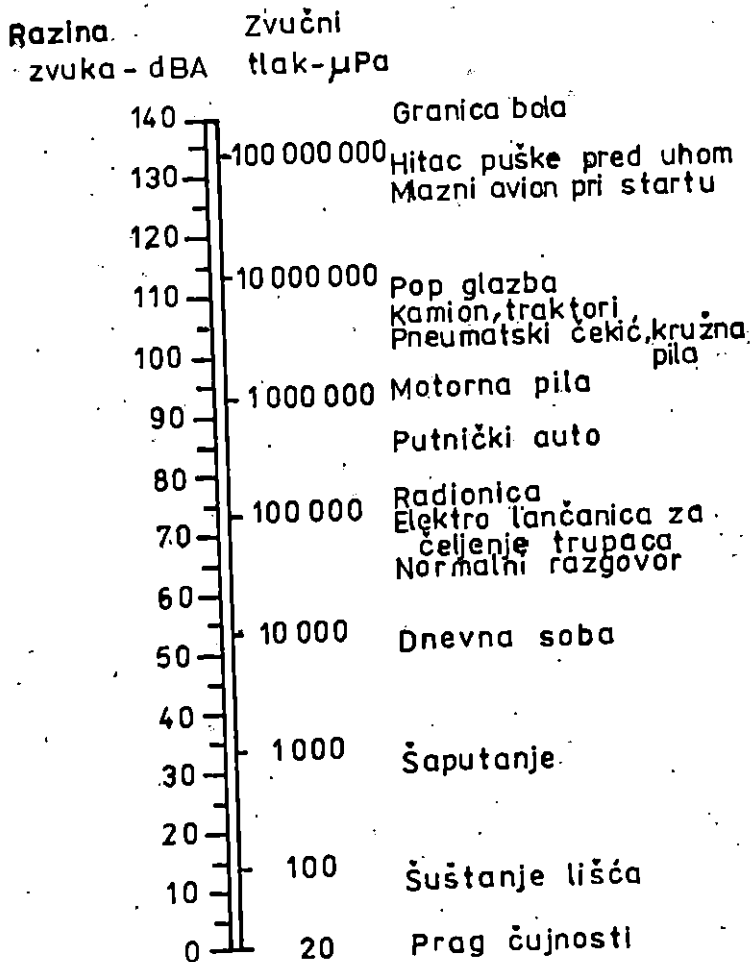 Razina Zvučni
zvuka - dBA tlak-µPa
140 Granica bola
100 000 000 Hitac puške pred uhom
130 Mazni avion pri startu
120
10 000 000 Pop glazba
110 Kamion, traktori,
Pneumatski čekić, kružna
pila
100
1 000 000 Motorna pila
90
Putnički auto
80
Radionica
100 000 Elektro lančanica za
70 čeljenje trupaca
Normalni razgovor
60
10 000 Dnevna soba
50
40
1000 Šaputanje
30
20
100 Šuštanje lišća
10
0 20 Prag čujnosti